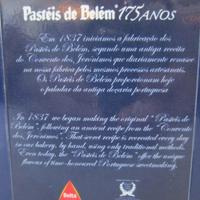 Pastéis de Belém® 175 ANOS
Em 1837 iniciámos a fabricação dos
Pastéis de Belém, segundo uma antiga receita
do Convento dos Jerónimos que diariamente renasce
na nossa fábrica pelos mesmos processos artesanais.
Os Pastéis de Belém proporcionam hoje
o paladar da antiga doçaria portuguesa.
In 1837 we began making the original "Pastéis de
Belém", following an ancient recipe from the "Convento
dos Jerónimos". That secret recipe is recreated every day
in our bakery, by hand, using only traditional methods.
Even today, the "Pastéis de Belém" offer the unique
flavour of time-honoured Portuguese sweetmaking.
Delta